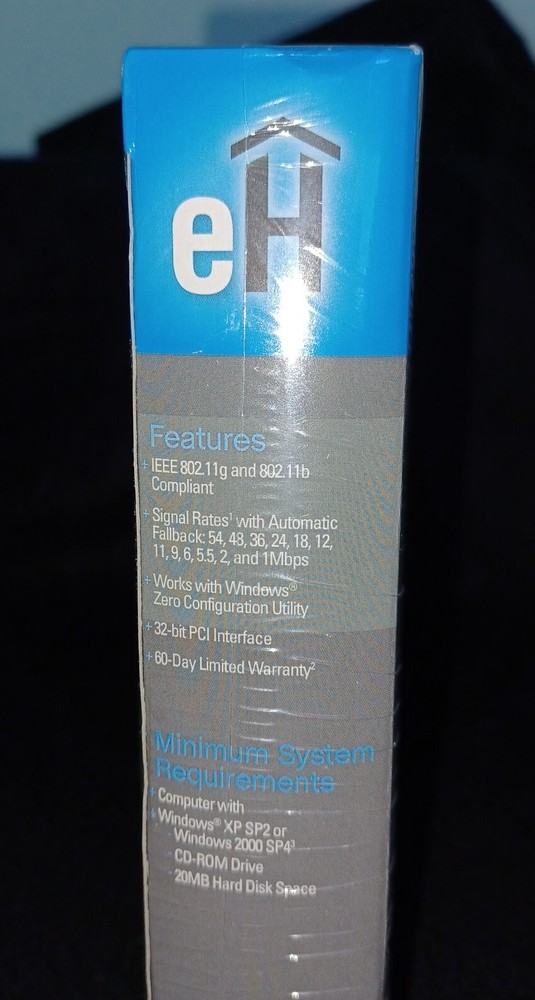 eH
Features
+ IEEE 802.11g and 802.11b
Compliant
+ Signal Rates¹ with Automatic
Fallback: 54, 48, 36, 24, 18, 12,
11, 9, 6, 5.5, 2, and 1Mbps
+ Works with Windows®
Zero Configuration Utility
+ 32-bit PCI Interface
+ 60-Day Limited Warranty²
Minimum System
Requirements
+ Computer with
+ Windows® XP SP2 or
Windows 2000 SP4³
CD-ROM Drive
20MB Hard Disk Space